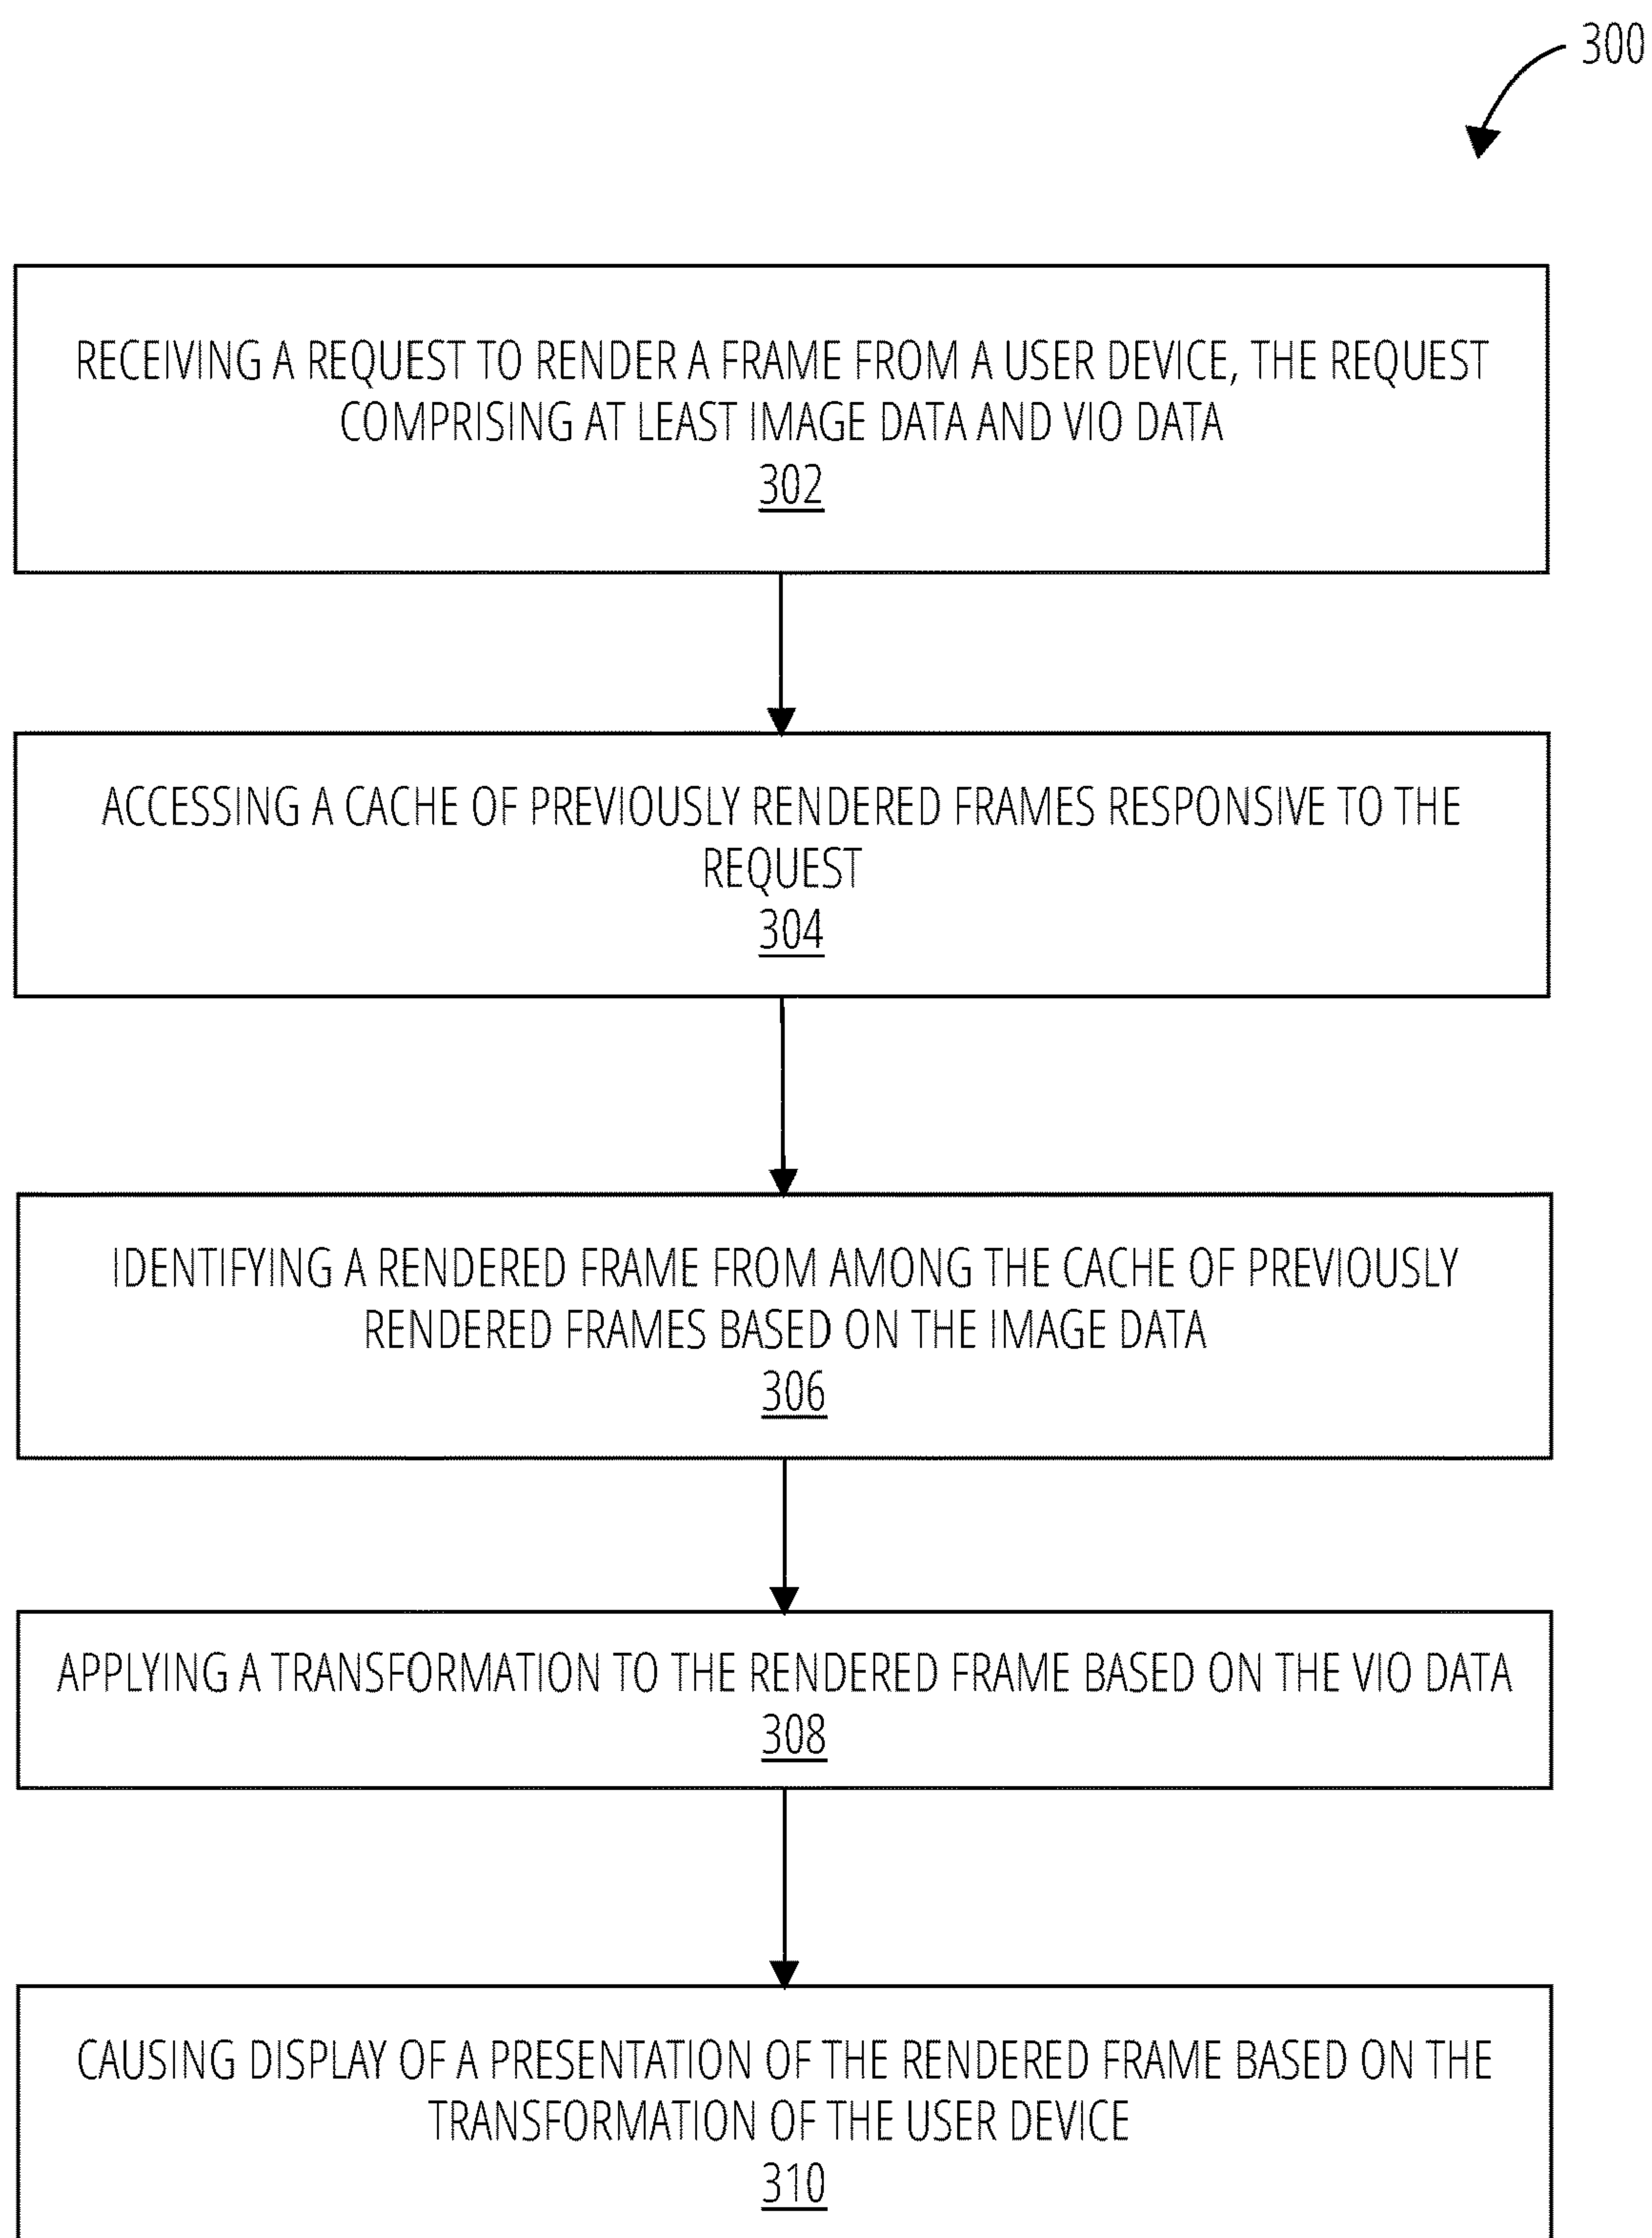 300
RECEIVING A REQUEST TO RENDER A FRAME FROM A USER DEVICE, THE REQUEST
COMPRISING AT LEAST IMAGE DATA AND VIO DATA
302
ACCESSING A CACHE OF PREVIOUSLY RENDERED FRAMES RESPONSIVE TO THE
REQUEST
304
IDENTIFYING A RENDERED FRAME FROM AMONG THE CACHE OF PREVIOUSLY
RENDERED FRAMES BASED ON THE IMAGE DATA
306
APPLYING A TRANSFORMATION TO THE RENDERED FRAME BASED ON THE VIO DATA
308
CAUSING DISPLAY OF A PRESENTATION OF THE RENDERED FRAME BASED ON THE
TRANSFORMATION OF THE USER DEVICE
310